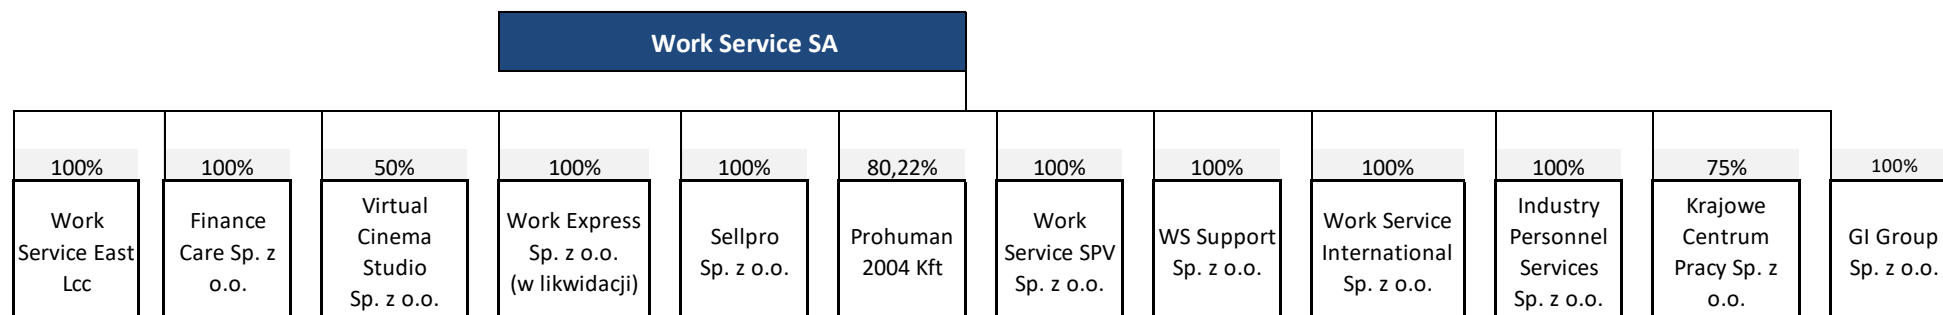 Work Service SA
100%
100%
50%
100%
100%
80,22%
100%
100%
100%
100%
75%
100%
Work
Service East
Lcc
Finance
Care Sp. z
o.o.
Virtual
Cinema
Studio
Sp. z o.o.
Work Express
Sp. z o.o.
(w likwidacji)
Sellpro
Sp. z o.o.
Prohuman
2004 Kft
Work
Service SPV
Sp. z o.o.
WS Support
Sp. z o.o.
Work Service
International
Sp. z o.o.
Industry
Personnel
Services
Sp. z o.o.
Krajowe
Centrum
Pracy Sp. z
o.o.
GI Group
Sp. z o.o.